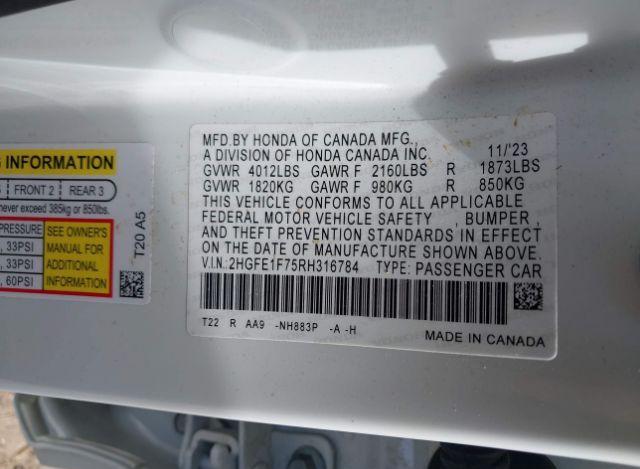 G INFORMATION
FRONT 2 REAR 3
never exceed 385kg or 850lbs.
PRESSURE SEE OWNER'S
, 33PSI MANUAL FOR
, 33PSI ADDITIONAL
, 60PSI INFORMATION
T20 A5
MFD.BY HONDA OF CANADA MFG.,
A DIVISION OF HONDA CANADA INC 11/'23
GVWR 4012LBS GAWR F 2160LBS R 1873LBS
GVWR 1820KG GAWR F 980KG R 850KG
THIS VEHICLE CONFORMS TO ALL APPLICABLE
FEDERAL MOTOR VEHICLE SAFETY , BUMPER ,
AND THEFT PREVENTION STANDARDS IN EFFECT
ON THE DATE OF MANUFACTURE SHOWN ABOVE.
V.I.N.:2HGFE1F75RH316784 TYPE: PASSENGER CAR
T22 R AA9 -NH883P -A -H
MADE IN CANADA